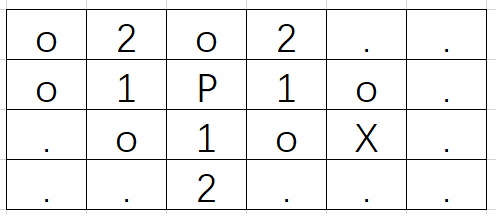 o 2 o 2 . .
o 1 P 1 o .
. o 1 o X .
. . 2 . . .